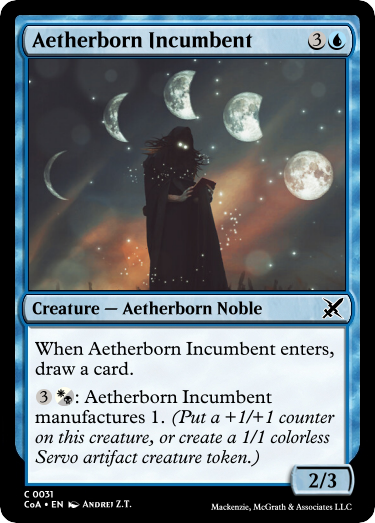 Aetherborn Incumbent 3
Creature — Aetherborn Noble
When Aetherborn Incumbent enters,
draw a card.
3 : Aetherborn Incumbent
manufactures 1. (Put a +1/+1 counter
on this creature, or create a 1/1 colorless
Servo artifact creature token.)
2/3
C 0031
CoA • EN Andrej Z.T.
Mackenzie, McGrath & Associates LLC